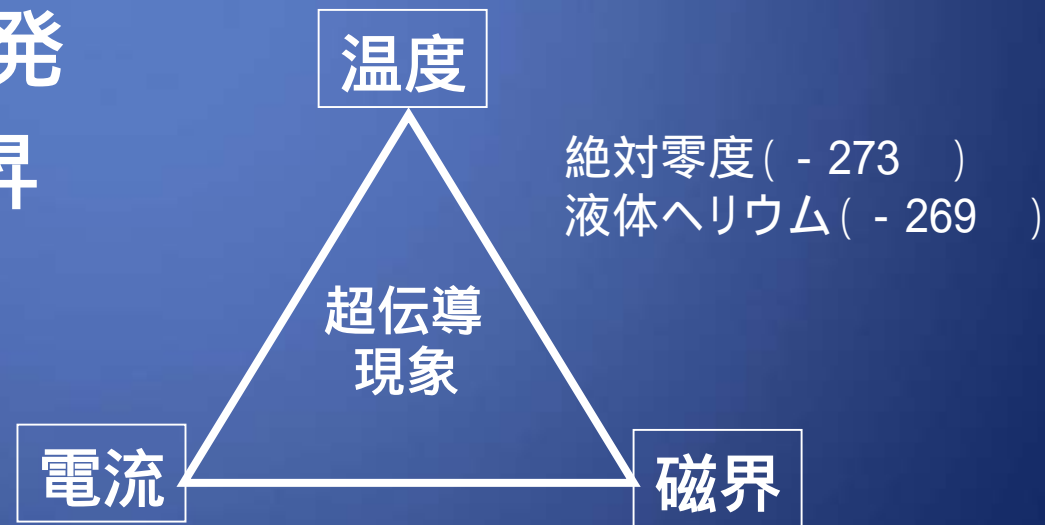 発
昇
温度
絶対零度( - 273 )
液体ヘリウム( - 269 )
超伝導
現象
電流
磁界